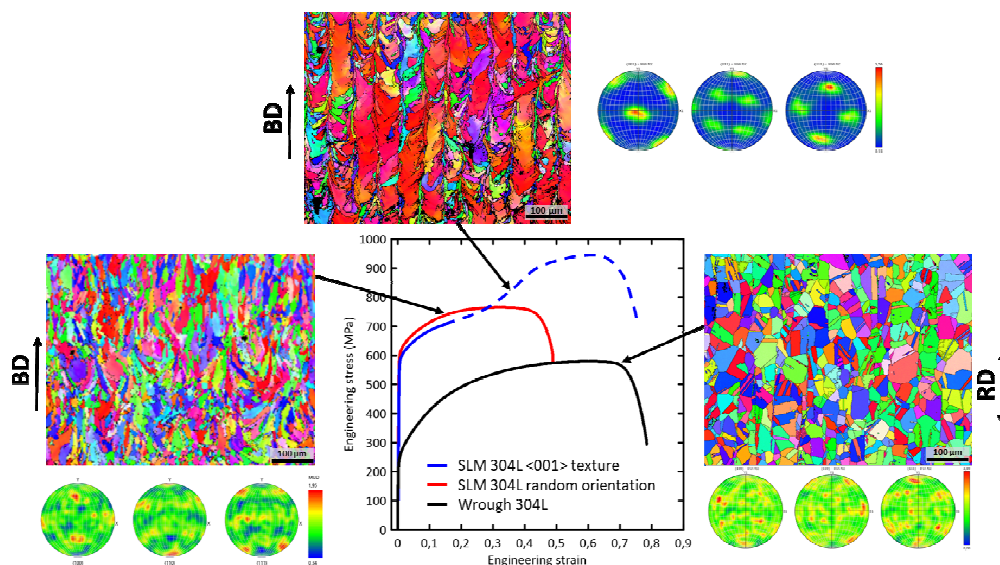 BD
100 µm
1000
900
800
700
600
500
400
300
200
100
0
Engineering stress (MPa)
0 0,1 0,2 0,3 0,4 0,5 0,6 0,7 0,8 0,9
Engineering strain
SLM 304L <001> texture
SLM 304L random orientation
Wrough 304L
BD
100 µm
RD
100 µm